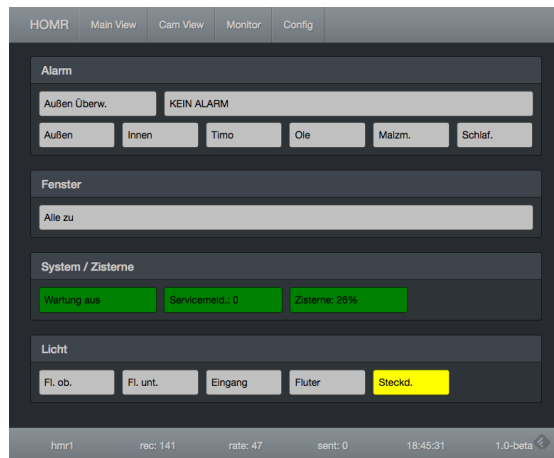 HOMR Main View Cam View Monitor Config
Alarm
Außen Überw. KEIN ALARM
Außen Innen Timo Ole Malzm. Schlaf.
Fenster
Alle zu
System / Zisterne
Wartung aus Servicemeld.: 0 Zisterne: 26%
Licht
Fl. ob. Fl. unt. Eingang Fluter Steckd.
hmr1 rec: 141 rate: 47 sent: 0 18:45:31 1.0-beta